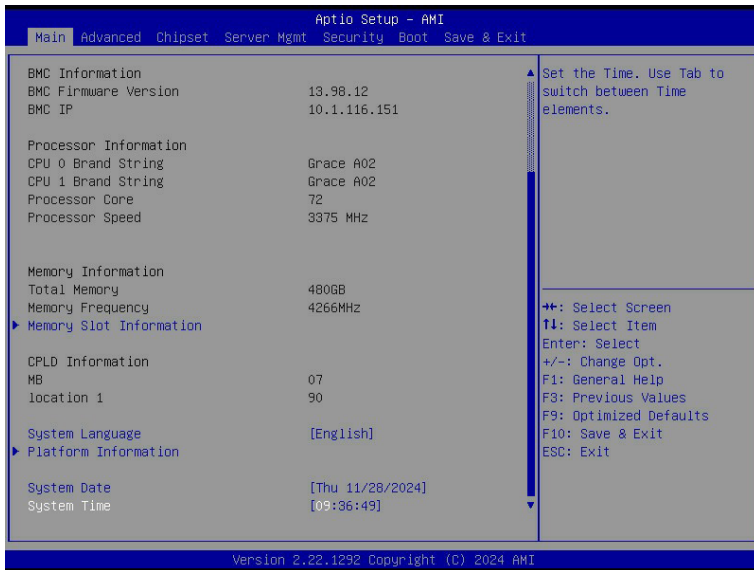 Aptio Setup - AMI
Main Advanced Chipset Server Mgmt Security Boot Save & Exit
BMC Information
BMC Firmware Version 13.98.12
BMC IP 10.1.116.151
Processor Information
CPU 0 Brand String Grace A02
CPU 1 Brand String Grace A02
Processor Core 72
Processor Speed 3375 MHz
Memory Information
Total Memory 480GB
Memory Frequency 4266MHz
Memory Slot Information
CPLD Information
MB 07
location 1 90
System Language [English]
Platform Information
System Date [Thu 11/28/2024]
System Time [09:36:49]
Set the Time. Use Tab to
switch between Time
elements.
→←: Select Screen
↑↓: Select Item
Enter: Select
+/-: Change Opt.
F1: General Help
F3: Previous Values
F9: Optimized Defaults
F10: Save & Exit
ESC: Exit
Version 2.22.1292 Copyright (C) 2024 AMI